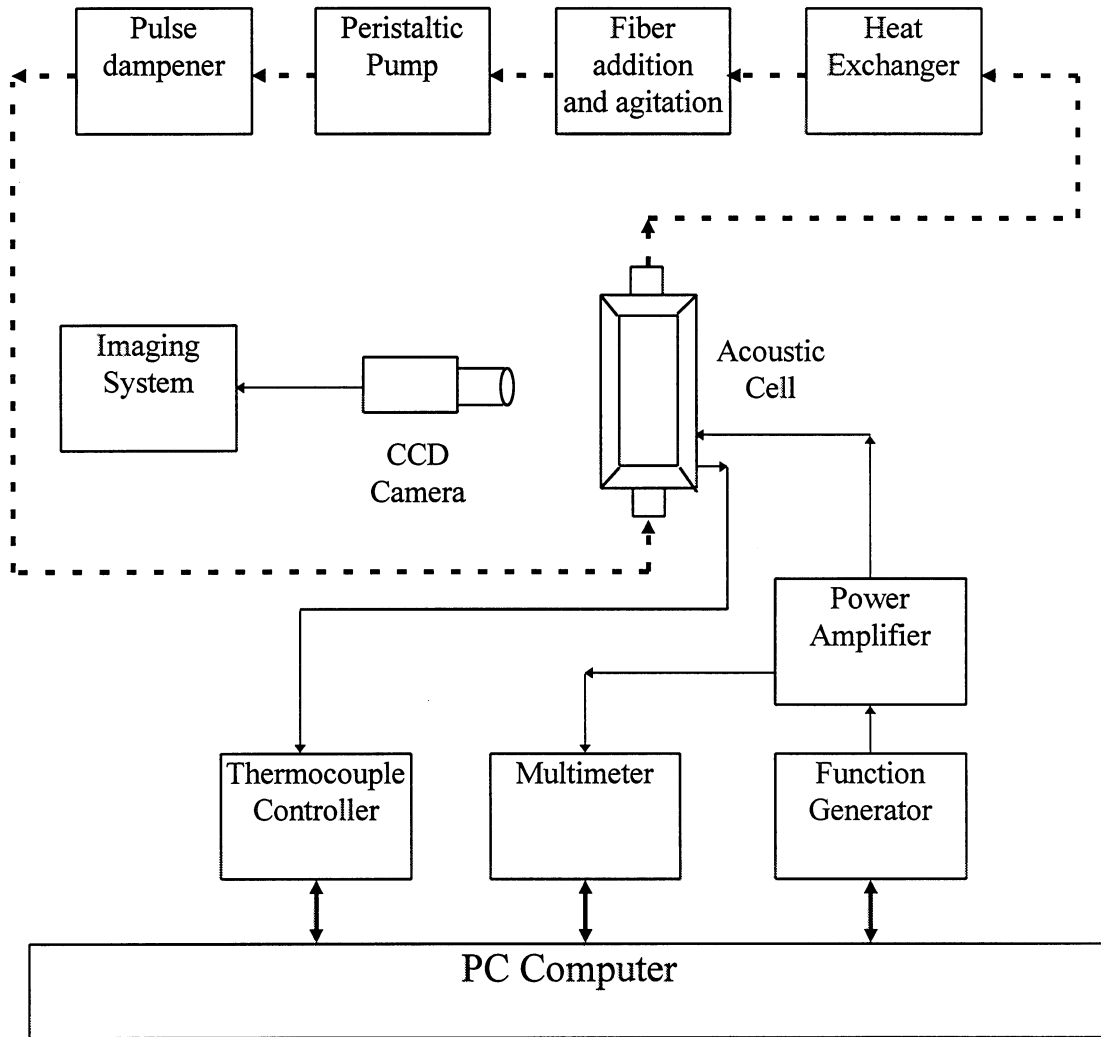 Pulse
dampener
Peristaltic
Pump
Fiber
addition
and agitation
Heat
Exchanger
Imaging
System
CCD
Camera
Acoustic
Cell
Power
Amplifier
Thermocouple
Controller
Multimeter
Function
Generator
PC Computer